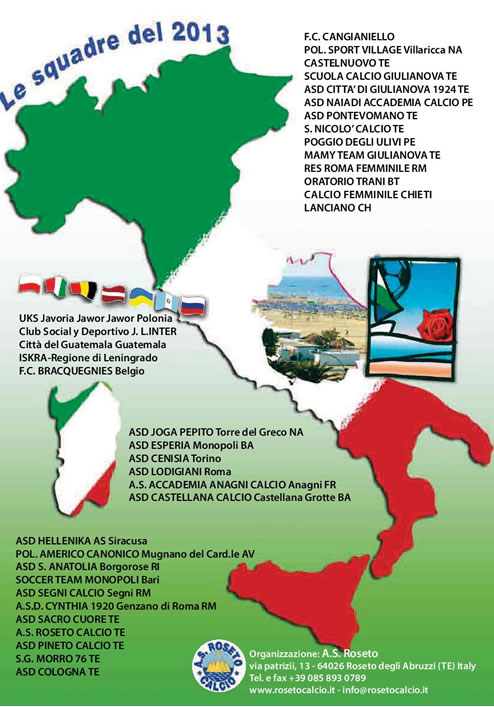 Le squadre del 2013
F.C. CANGIANIELLO
POL. SPORT VILLAGE Villaricca NA
CASTELNUOVO TE
SCUOLA CALCIO GIULIANOVA TE
ASD CITTA' DI GIULIANOVA 1924 TE
ASD NAIADI ACCADEMIA CALCIO PE
ASD PONTEVOMANO TE
S. NICOLO' CALCIO TE
POGGIO DEGLI ULIVI PE
MAMY TEAM GIULIANOVA TE
RES ROMA FEMMINILE RM
ORATORIO TRANI BT
CALCIO FEMMINILE CHIETI
LANCIANO CH
UKS Javoria Jawor Jawor Polonia
Club Social y Deportivo J. L.INTER
Città del Guatemala Guatemala
ISKRA-Regione di Leningrado
F.C. BRACQUEGNIES Belgio
ASD JOGA PEPITO Torre del Greco NA
ASD ESPERIA Monopoli BA
ASD CENISIA Torino
ASD LODIGIANI Roma
A.S. ACCADEMIA ANAGNI CALCIO Anagni FR
ASD CASTELLANA CALCIO Castellana Grotte BA
ASD HELLENIKA AS Siracusa
POL. AMERICO CANONICO Mugnano del Card.le AV
ASD S. ANATOLIA Borgorose RI
SOCCER TEAM MONOPOLI Bari
ASD SEGNI CALCIO Segni RM
A.S.D. CYNTHIA 1920 Genzano di Roma RM
ASD SACRO CUORE TE
A.S. ROSETO CALCIO TE
ASD PINETO CALCIO TE
S.G. MORRO 76 TE
ASD COLOGNA TE
A.S. ROSETO
CALCIO
Organizzazione: A.S. Roseto
via patrizii, 13 - 64026 Roseto degli Abruzzi (TE) Italy
Tel. e fax +39 085 893 0789
www.rosetocalcio.it - info@rosetocalcio.it